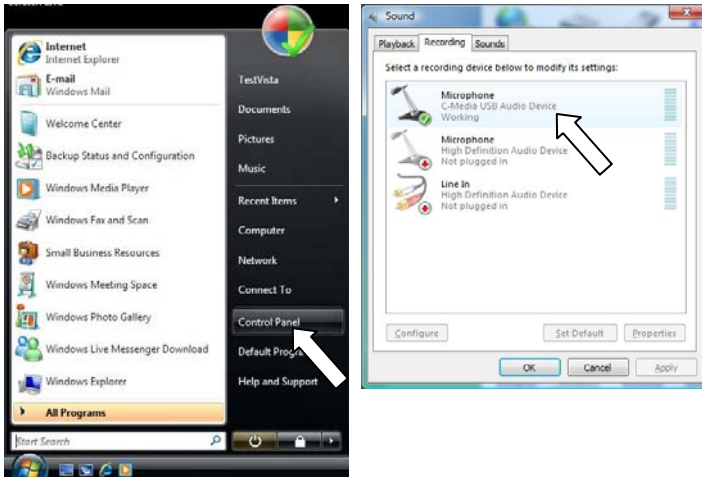 Internet
Internet Explorer
E-mail
Windows Mail
Welcome Center
Backup Status and Configuration
Windows Media Player
Windows Fax and Scan
Small Business Resources
Windows Meeting Space
Windows Photo Gallery
Windows Live Messenger Download
Windows Explorer
All Programs
Start Search
TestVista
Documents
Pictures
Music
Recent Items
Computer
Network
Connect To
Control Panel
Default Progra
Help and Support
Sound
Playback Recording Sounds
Select a recording device below to modify its settings:
Microphone
C-Media USB Audio Device
Working
Microphone
High Definition Audio Device
Not plugged in
Line In
High Definition Audio Device
Not plugged in
Configure Set Default Properties
OK Cancel Apply